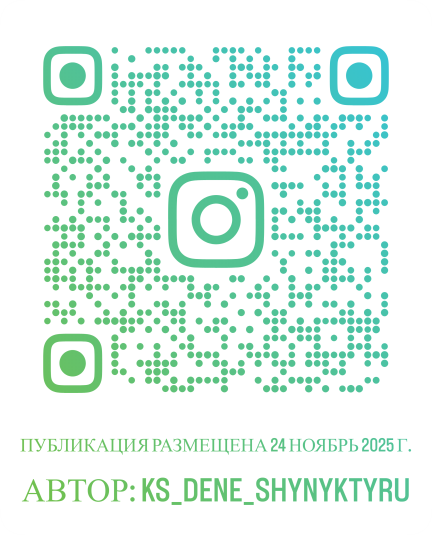 ПУБЛИКАЦИЯ РАЗМЕЩЕНА 24 НОЯБРЬ 2025 Г.
АВТОР: KS_DENE_SHYNYKTYRU